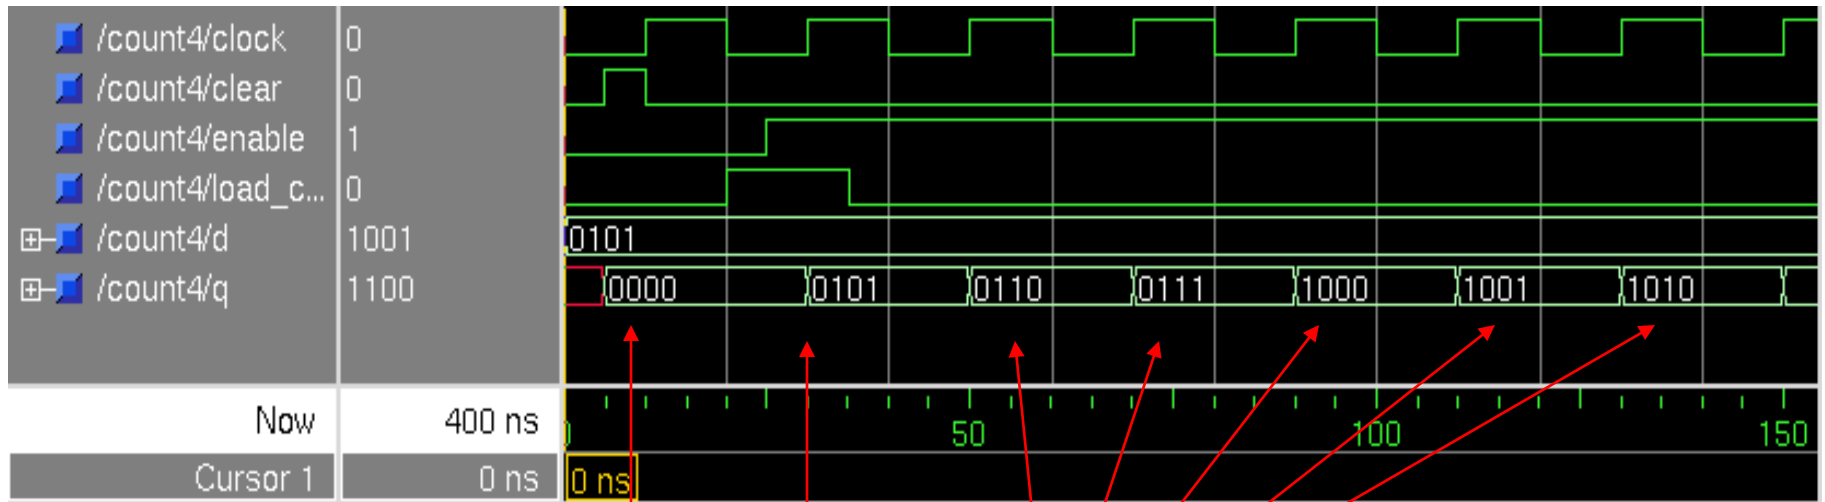 /count4/clock 0
/count4/clear 0
/count4/enable 1
/count4/load_c... 0
/count4/d 1001 0101
/count4/q 1100 0000 0101 0110 0111 1000 1001 1010
Now 400 ns 50 100 150
Cursor 1 0 ns 0 ns